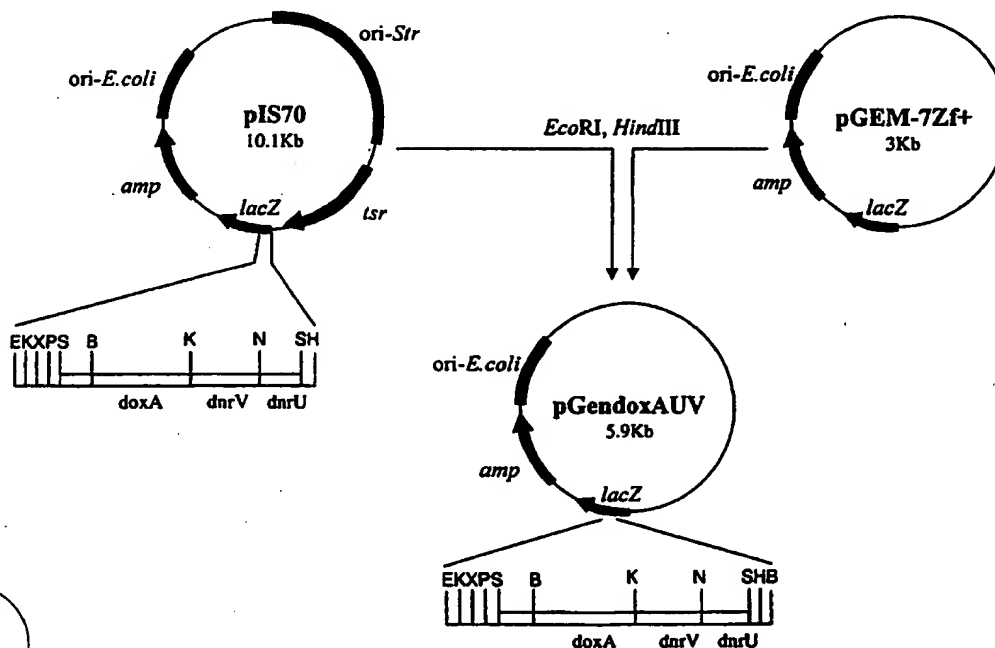 ori-Str
ori-E.coli
pIS70
10.1Kb
amp
lacZ
tsr
EcoRI, HindIII
ori-E.coli
pGEM-7Zf+
3Kb
amp
lacZ
EKXPS B K N SH
doxA dnrV dnrU
ori-E.coli
pGendoxAUV
5.9Kb
amp
lacZ
EKXPS B K N SHB
doxA dnrV dnrU